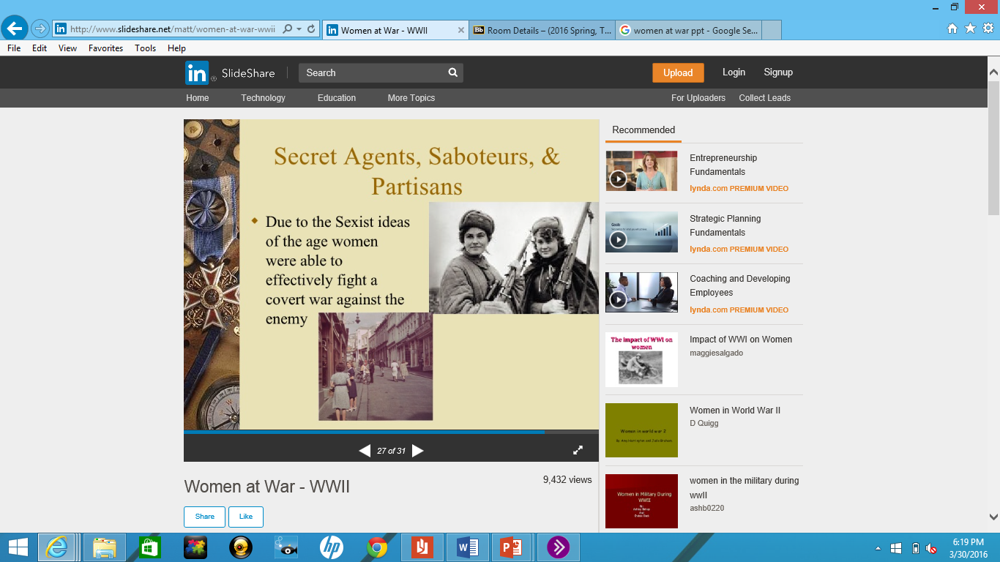 http://www.slideshare.net/matt/women-at-war-wwii
Women at War - WWII
Room Details – (2016 Spring, T...
women at war ppt - Google Se...
File Edit View Favorites Tools Help
in SlideShare
Search
Upload
Login
Signup
Home Technology Education More Topics For Uploaders Collect Leads
Secret Agents, Saboteurs, &
Partisans
Due to the Sexist ideas
of the age women
were able to
effectively fight a
covert war against the
enemy
27 of 31
Women at War - WWII
9,432 views
Share
Like
Recommended
Entrepreneurship
Fundamentals
lynda.com PREMIUM VIDEO
Goals
Strategic Planning
Fundamentals
lynda.com PREMIUM VIDEO
Coaching and Developing
Employees
lynda.com PREMIUM VIDEO
The impact of WWI on
women
Impact of WWI on Women
maggiesalgado
Women in world war 2
Women in World War II
D Quigg
Women in Military During
WWII
By:
And
women in the military during
wwII
ashb0220
hp
6:19 PM
3/30/2016